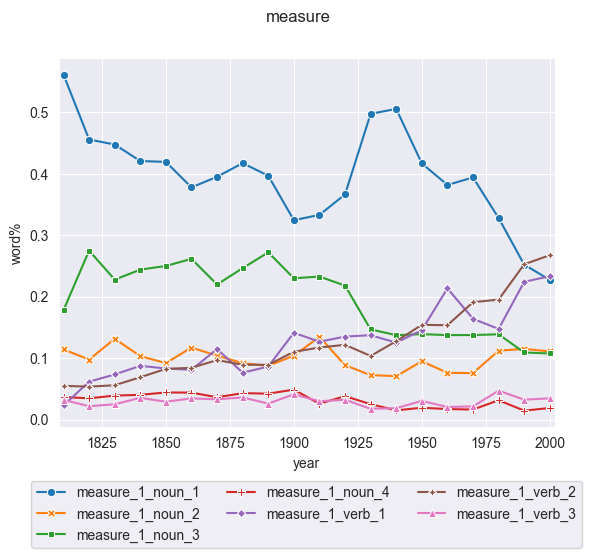 measure
word%
0.5
0.4
0.3
0.2
0.1
0.0
1825 1850 1875 1900 1925 1950 1975 2000
year
measure_1_noun_1 measure_1_noun_4 measure_1_verb_2
measure_1_noun_2 measure_1_verb_1 measure_1_verb_3
measure_1_noun_3